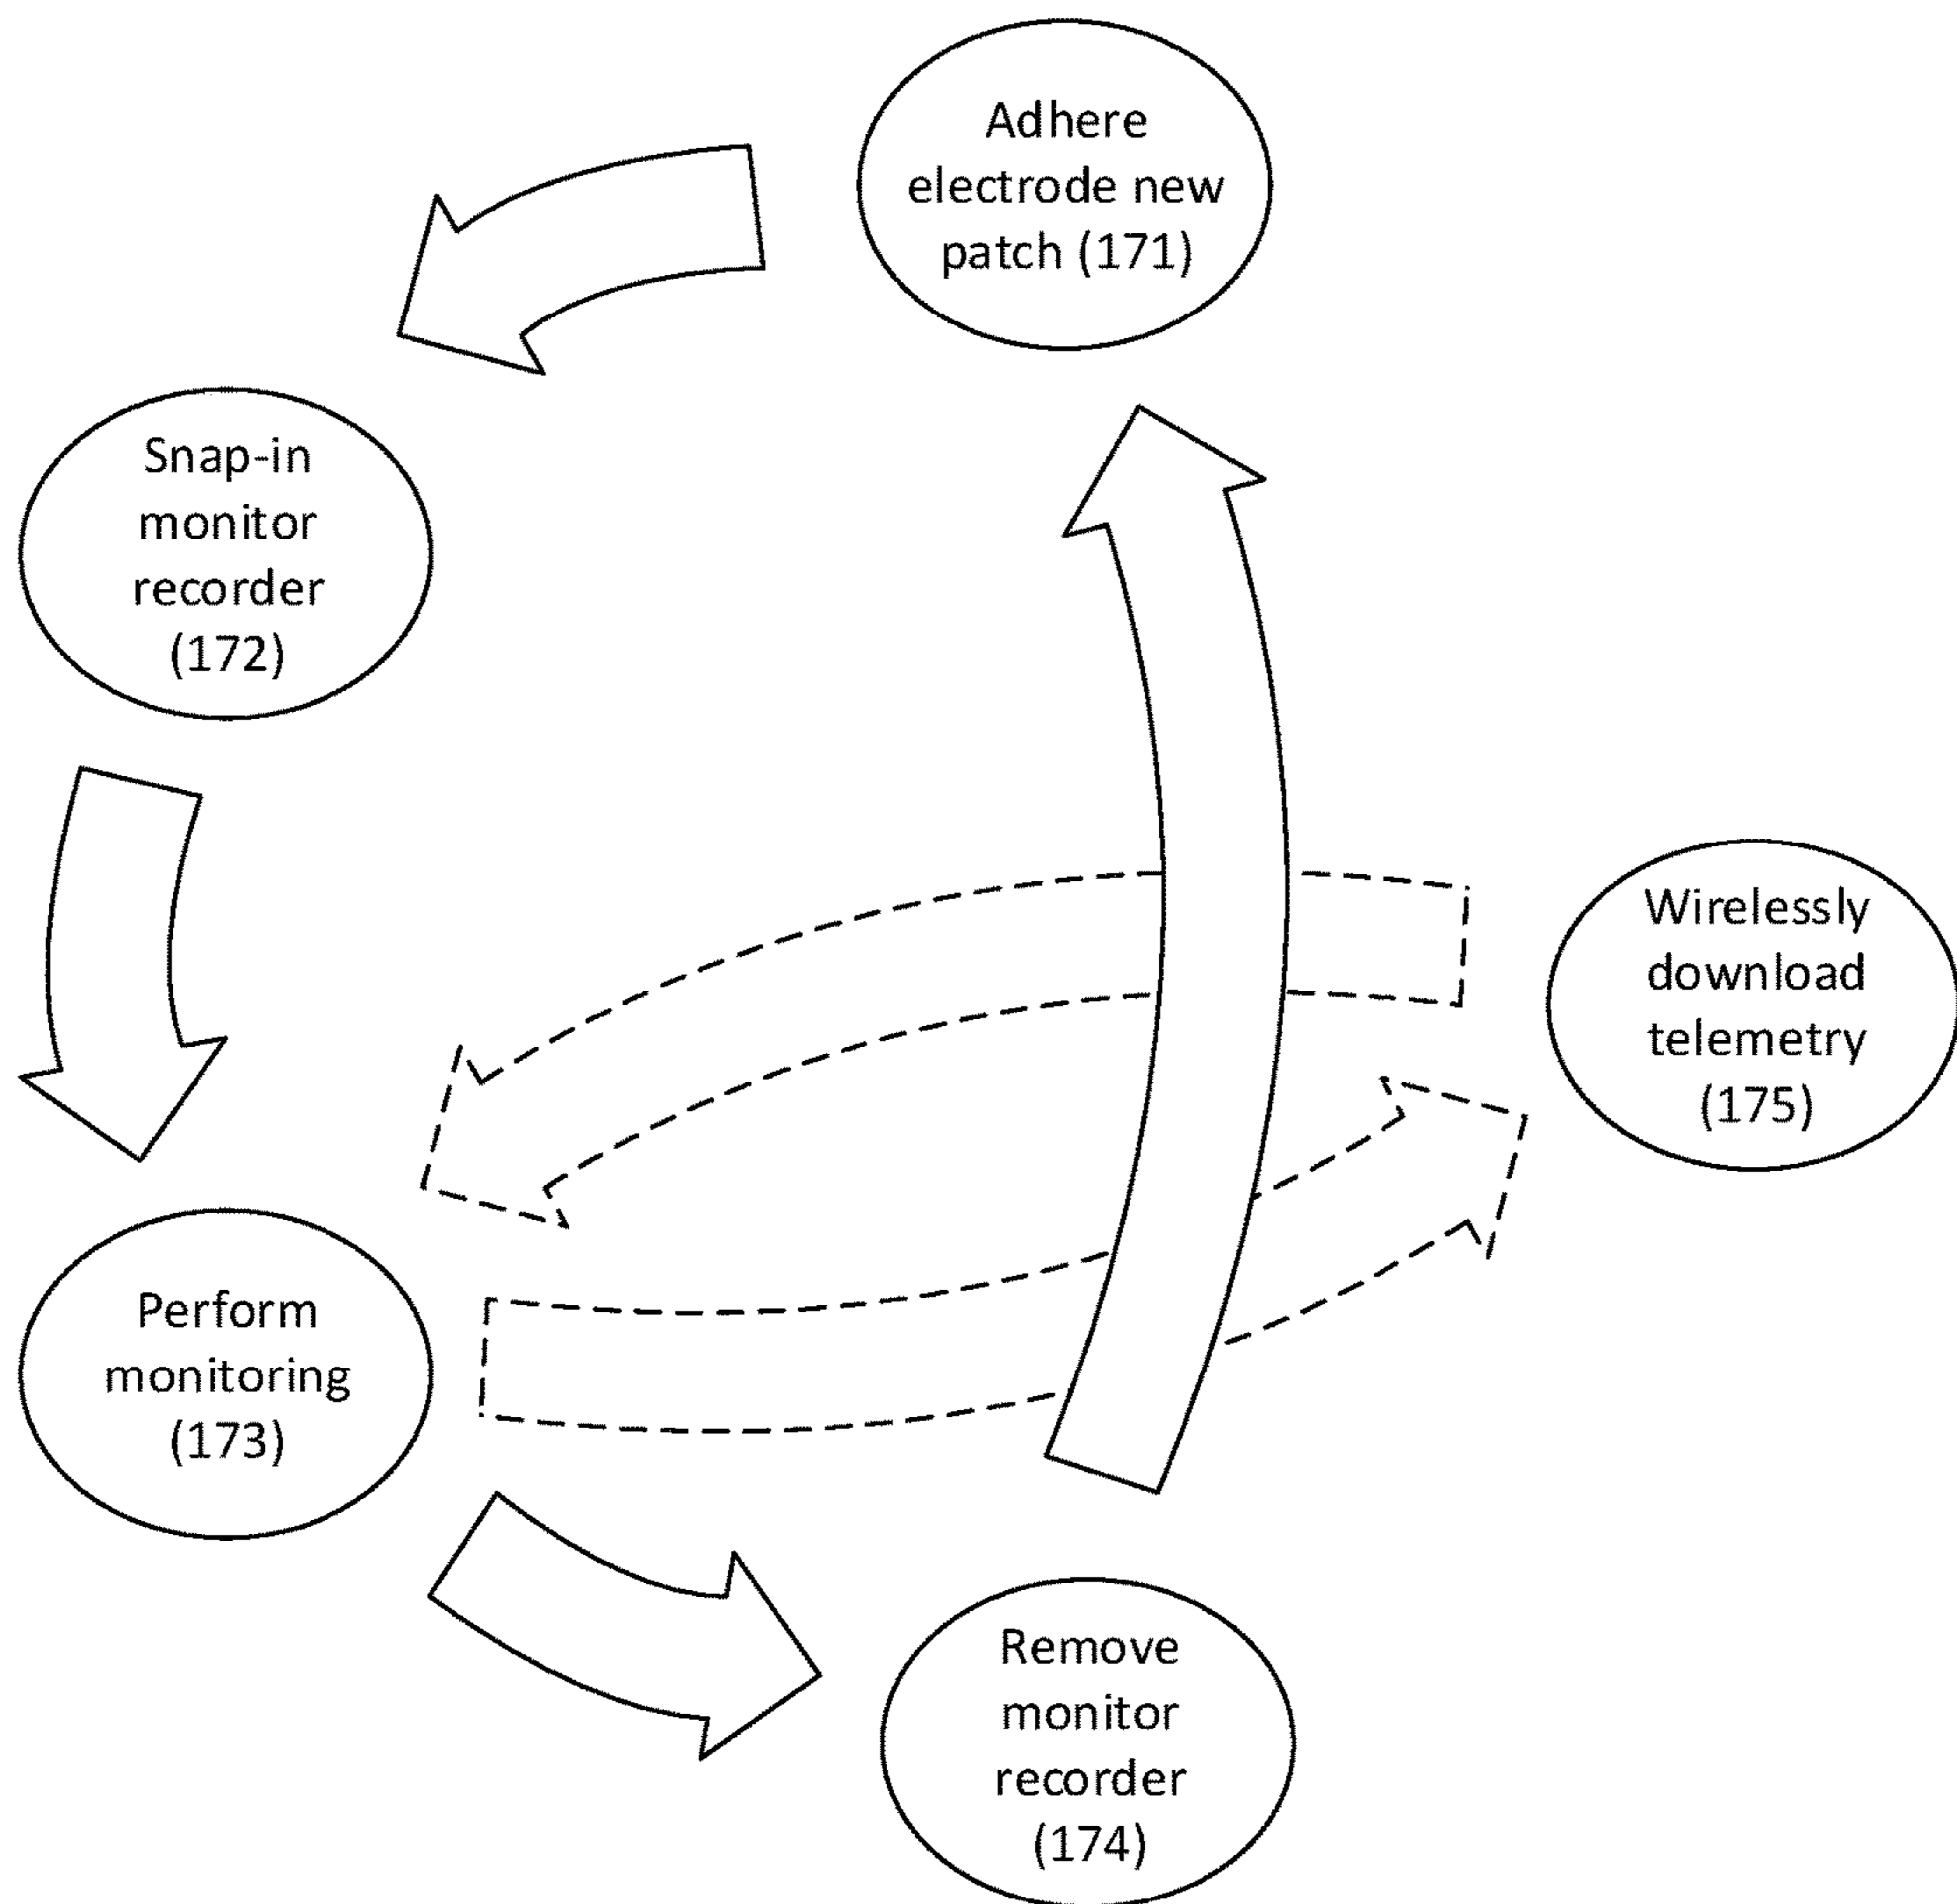 Adhere
electrode new
patch (171)
Snap-in
monitor
recorder
(172)
Wirelessly
download
telemetry
(175)
Perform
monitoring
(173)
Remove
monitor
recorder
(174)